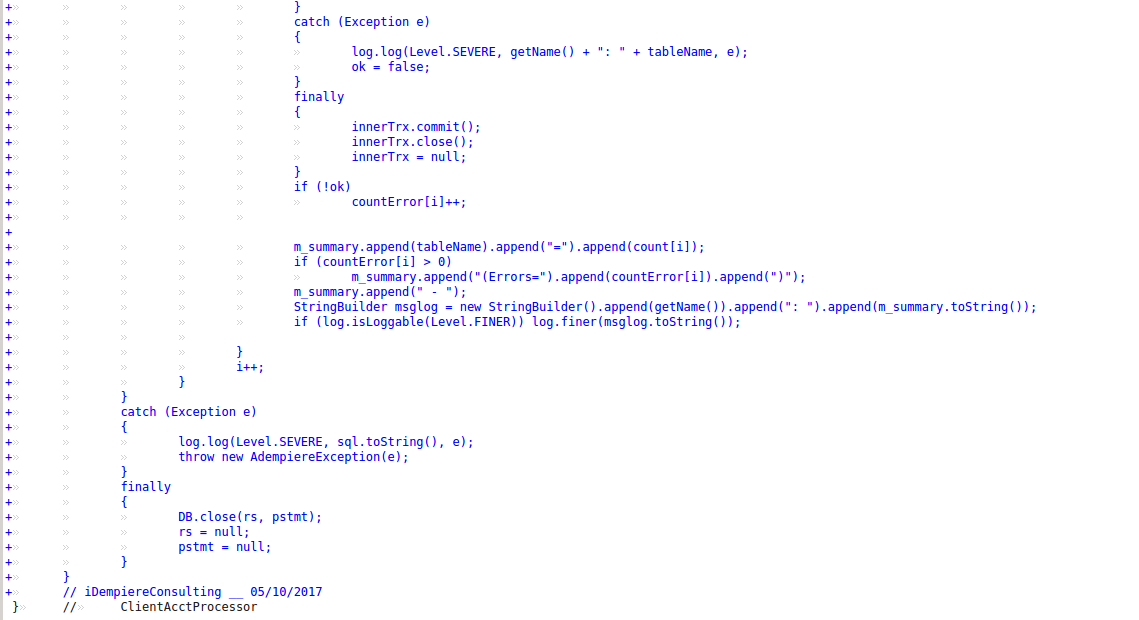 +»	»	»	»	»	}
+»	»	»	»	»	catch (Exception e)
+»	»	»	»	»	{
+»	»	»	»	»	»	log.log(Level.SEVERE, getName() + ": " + tableName, e);
+»	»	»	»	»	»	ok = false;
+»	»	»	»	»	}
+»	»	»	»	»	finally
+»	»	»	»	»	{
+»	»	»	»	»	»	innerTrx.commit();
+»	»	»	»	»	»	innerTrx.close();
+»	»	»	»	»	»	innerTrx = null;
+»	»	»	»	»	}
+»	»	»	»	»	if (!ok)
+»	»	»	»	»	»	countError[i]++;
+»	»	»	»	»
+
+»	»	»	»	»	m_summary.append(tableName).append("=").append(count[i]);
+»	»	»	»	»	if (countError[i] > 0)
+»	»	»	»	»	»	m_summary.append("(Errors=").append(countError[i]).append(")");
+»	»	»	»	»	m_summary.append(" - ");
+»	»	»	»	»	StringBuilder msglog = new StringBuilder().append(getName()).append(": ").append(m_summary.toString());
+»	»	»	»	»	if (log.isLoggable(Level.FINER)) log.finer(msglog.toString());
+»	»	»	»
+»	»	»	»	}
+»	»	»	»	i++;
+»	»	»	}
+»	»	}
+»	»	catch (Exception e)
+»	»	{
+»	»	»	log.log(Level.SEVERE, sql.toString(), e);
+»	»	»	throw new AdempiereException(e);
+»	»	}
+»	»	finally
+»	»	{
+»	»	»	DB.close(rs, pstmt);
+»	»	»	rs = null;
+»	»	»	pstmt = null;
+»	»	}
+»	}
+»	// iDempiereConsulting __ 05/10/2017
}»	//»	ClientAcctProcessor